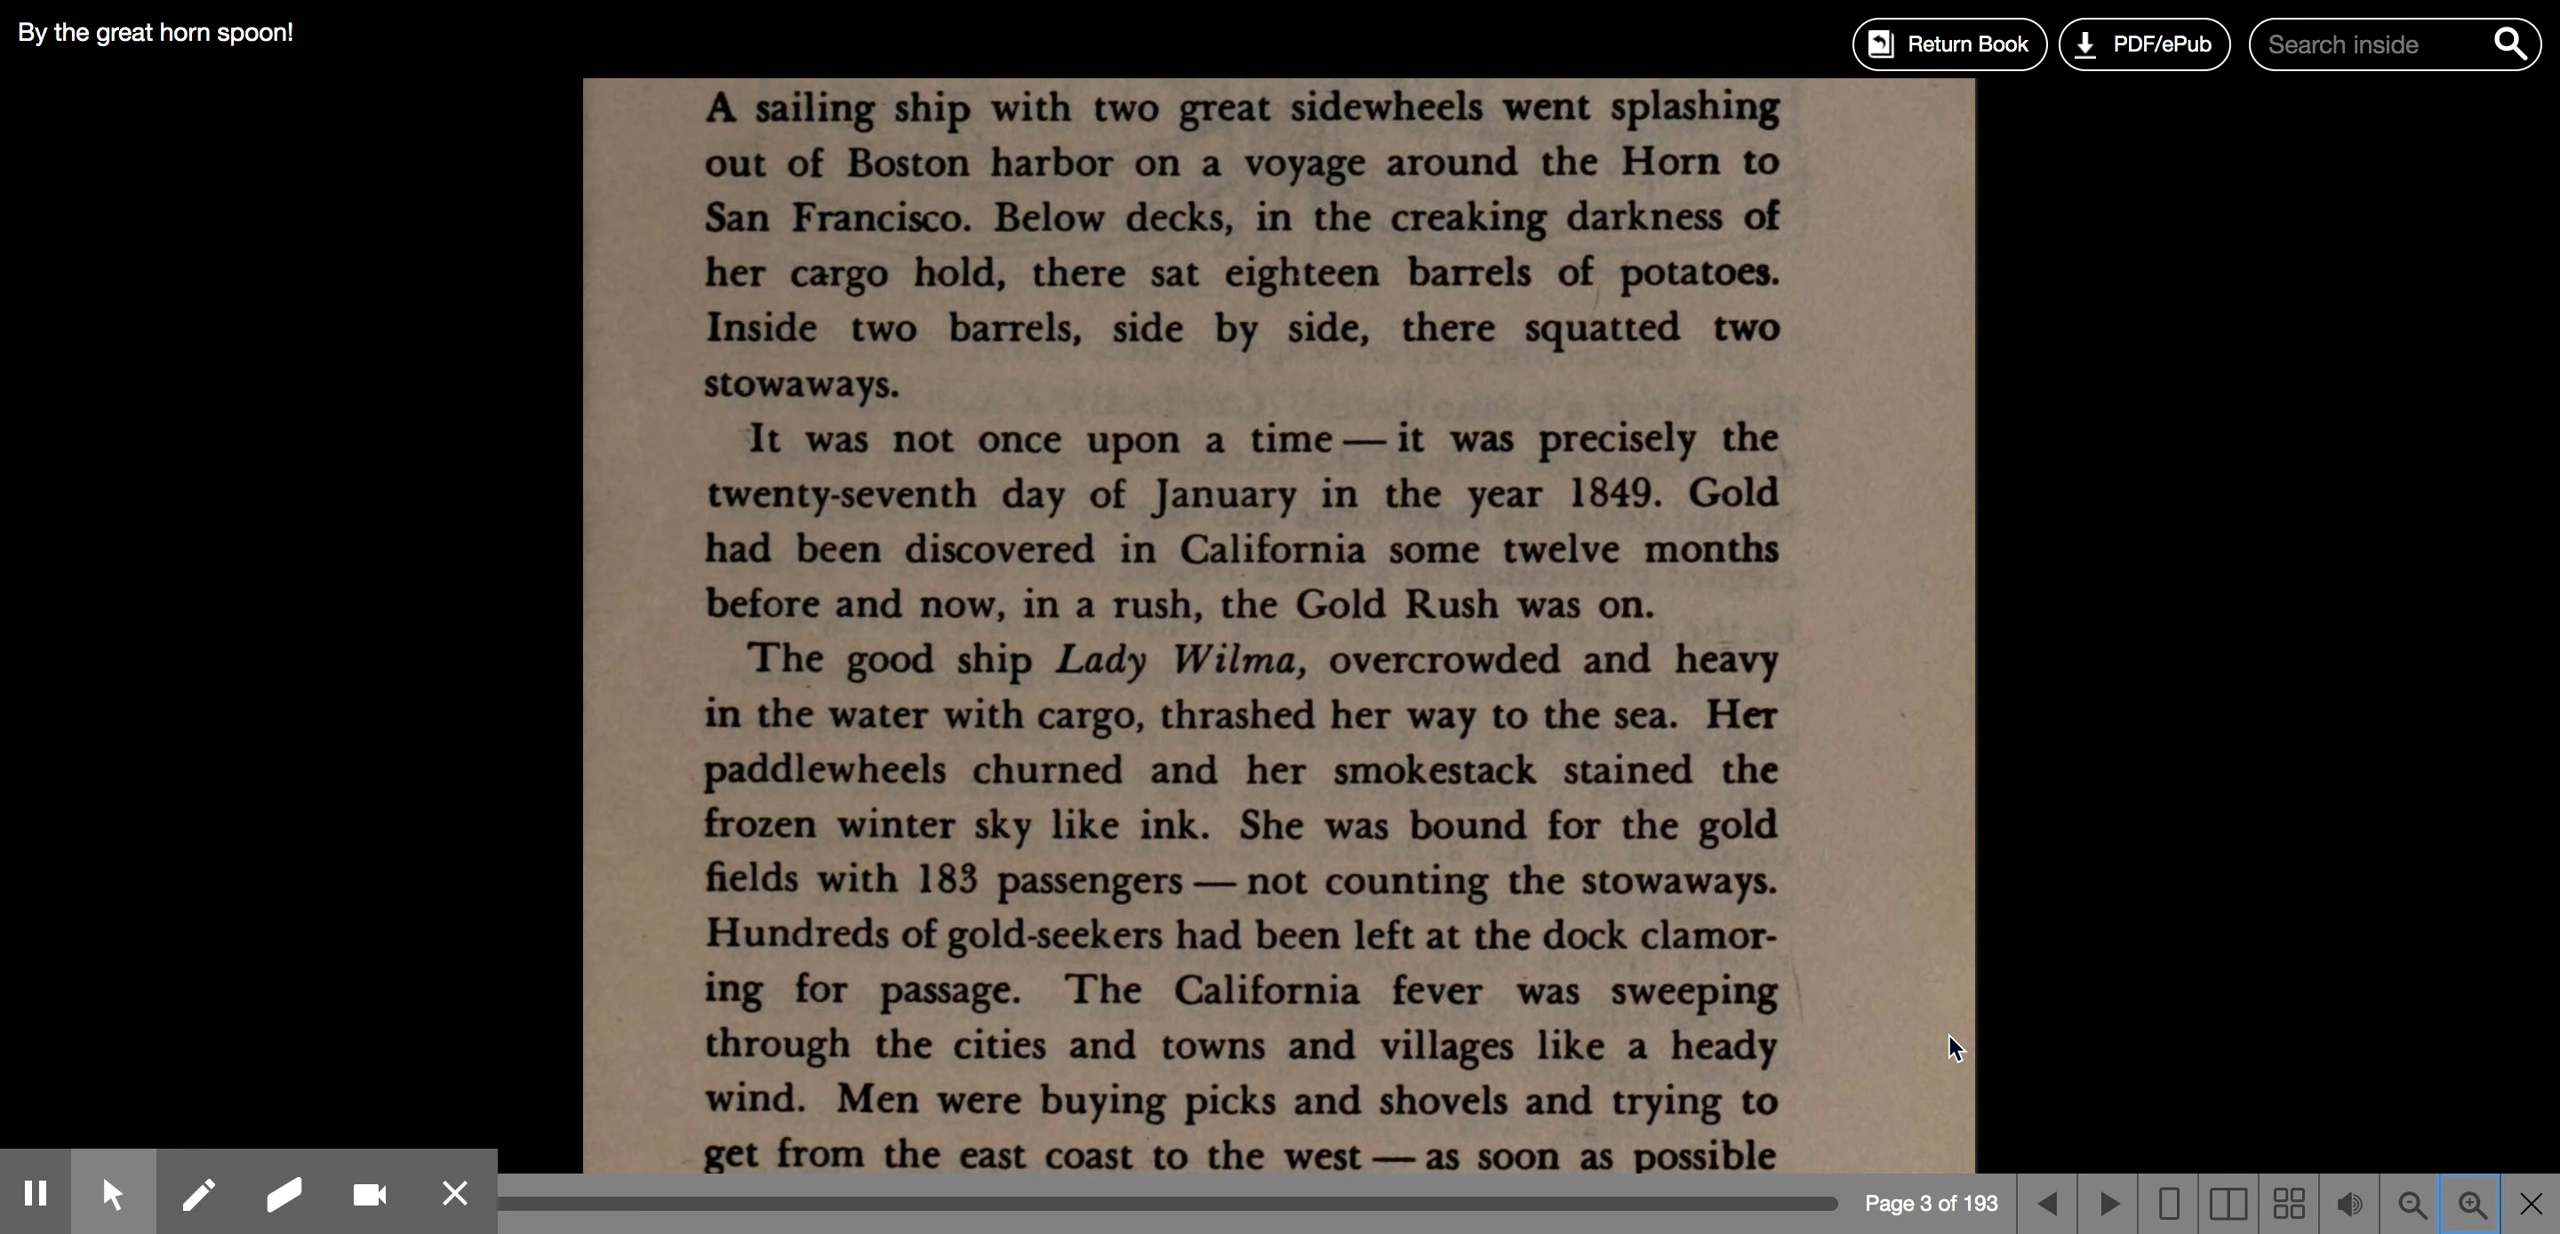 By the great horn spoon!
Return Book
PDF/ePub
Search inside
A sailing ship with two great sidewheels went splashing
out of Boston harbor on a voyage around the Horn to
San Francisco. Below decks, in the creaking darkness of
her cargo hold, there sat eighteen barrels of potatoes.
Inside two barrels, side by side, there squatted two
stowaways.
It was not once upon a time — it was precisely the
twenty-seventh day of January in the year 1849. Gold
had been discovered in California some twelve months
before and now, in a rush, the Gold Rush was on.
The good ship Lady Wilma, overcrowded and heavy
in the water with cargo, thrashed her way to the sea. Her
paddlewheels churned and her smokestack stained the
frozen winter sky like ink. She was bound for the gold
fields with 183 passengers — not counting the stowaways.
Hundreds of gold-seekers had been left at the dock clamor-
ing for passage. The California fever was sweeping
through the cities and towns and villages like a heady
wind. Men were buying picks and shovels and trying to
get from the east coast to the west — as soon as possible
Page 3 of 193